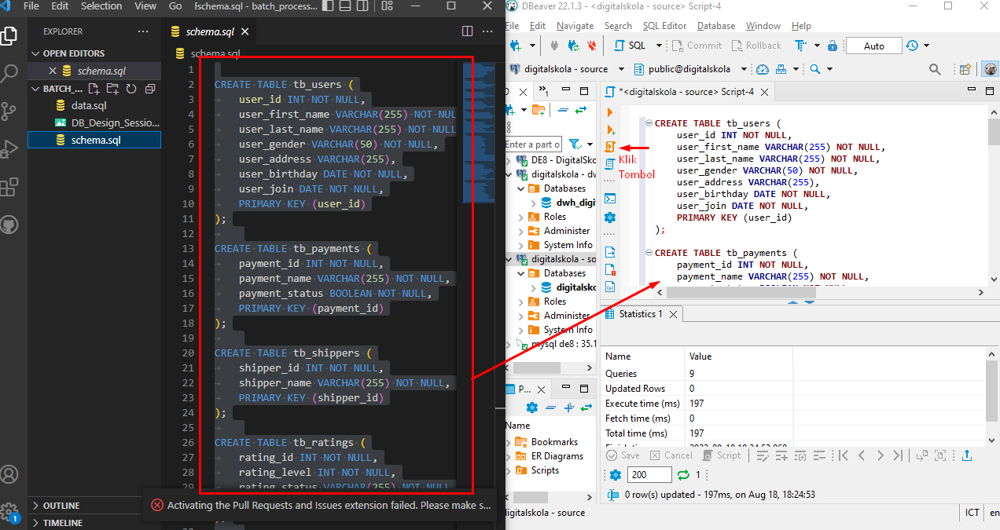 File Edit Selection View Go
fschema.sql - batch_process...
EXPLORER
OPEN EDITORS
schema.sql
BATCH_...
data.sql
DB_Design_Sessio...
schema.sql
OUTLINE
TIMELINE
1
schema.sql
schema.sql
1
2 CREATE TABLE tb_users (
3 user_id INT NOT NULL,
4 user_first_name VARCHAR(255) NOT NUL
5 user_last_name VARCHAR(255) NOT NULL
6 user_gender VARCHAR(50) NOT NULL,
7 user_address VARCHAR(255),
8 user_birthday DATE NOT NULL,
9 user_join DATE NOT NULL,
10 PRIMARY KEY (user_id)
11 );
12
13 CREATE TABLE tb_payments (
14 payment_id INT NOT NULL,
15 payment_name VARCHAR(255) NOT NULL,
16 payment_status BOOLEAN NOT NULL,
17 PRIMARY KEY (payment_id)
18 );
19
20 CREATE TABLE tb_shippers (
21 shipper_id INT NOT NULL,
22 shipper_name VARCHAR(255) NOT NULL,
23 PRIMARY KEY (shipper_id)
24 );
25
26 CREATE TABLE tb_ratings (
27 rating_id INT NOT NULL,
28 rating_level INT NOT NULL,
29 rating_status VARCHAR(255) NOT NULL
Activating the Pull Requests and Issues extension failed. Please make s...
DBeaver 22.1.3 - <digitalskola - source> Script-4
File Edit Navigate Search SQL Editor Database Window Help
SQL Commit Rollback Auto
digitalskola - source public@digitalskola
Enter a part o
DE8 - DigitalSko
digitalskola - dw
Databases
dwh_digi
Roles
Administer
System Info
digitalskola - so
Databases
digitalsko
Roles
Administer
System Info
mysql de8 : 35.1
P...
Name
Bookmarks
ER Diagrams
Scripts
*<digitalskola - source> Script-4
Klik
Tombol
CREATE TABLE tb_users (
user_id INT NOT NULL,
user_first_name VARCHAR(255) NOT NULL,
user_last_name VARCHAR(255) NOT NULL,
user_gender VARCHAR(50) NOT NULL,
user_address VARCHAR(255),
user_birthday DATE NOT NULL,
user_join DATE NOT NULL,
PRIMARY KEY (user_id)
);
CREATE TABLE tb_payments (
payment_id INT NOT NULL,
payment_name VARCHAR(255) NOT NULL,
Statistics 1
Name Value
Queries 9
Updated Rows 0
Execute time (ms) 197
Fetch time (ms) 0
Total time (ms) 197
Save Cancel Script
200 1
0 row(s) updated - 197ms, on Aug 18, 18:24:53
digitalskola - source
ICT en